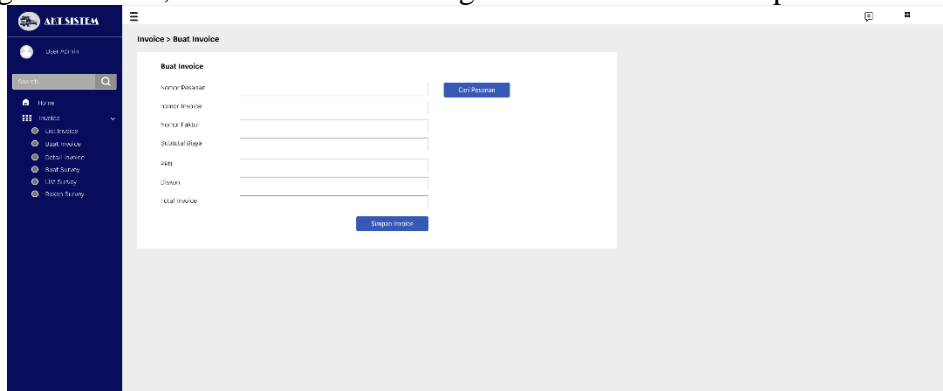 AKT SISTEM
User Admin
Search
Home
Invoice
List Invoice
Buat Invoice
Detail Invoice
Buat Survey
List Survey
Rekap Survey
Invoice > Buat Invoice
Buat Invoice
Nomor Pesanan
Cari Pesanan
nomor Invoice
Nomor Faktur
Subtotal Biaya
PPN
Diskon
Total Invoice
Simpan Invoice